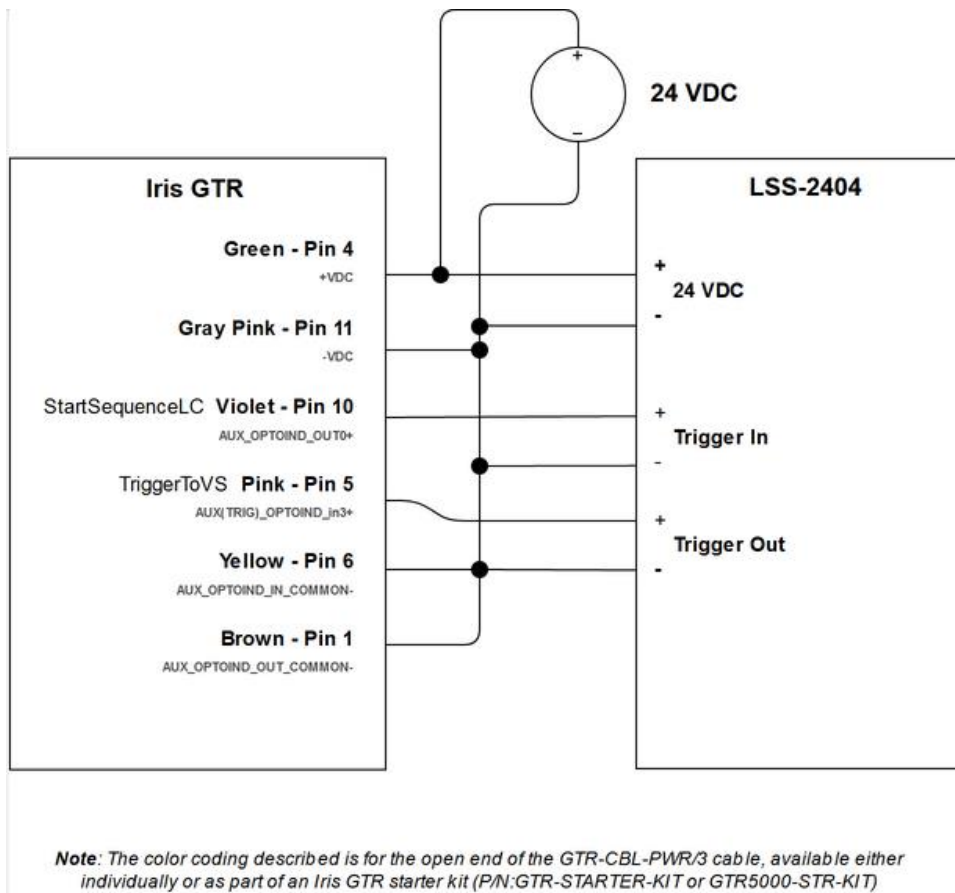 +
24 VDC
–
Iris GTR
LSS-2404
Green - Pin 4
+VDC
+
24 VDC
-
Gray Pink - Pin 11
-VDC
StartSequenceLC Violet - Pin 10
AUX_OPTOIND_OUT0+
+
Trigger In
-
TriggerToVS Pink - Pin 5
AUX(TRIG)_OPTOIND_in3+
+
Trigger Out
-
Yellow - Pin 6
AUX_OPTOIND_IN_COMMON-
Brown - Pin 1
AUX_OPTOIND_OUT_COMMON-
Note: The color coding described is for the open end of the GTR-CBL-PWR/3 cable, available either
individually or as part of an Iris GTR starter kit (P/N:GTR-STARTER-KIT or GTR5000-STR-KIT)